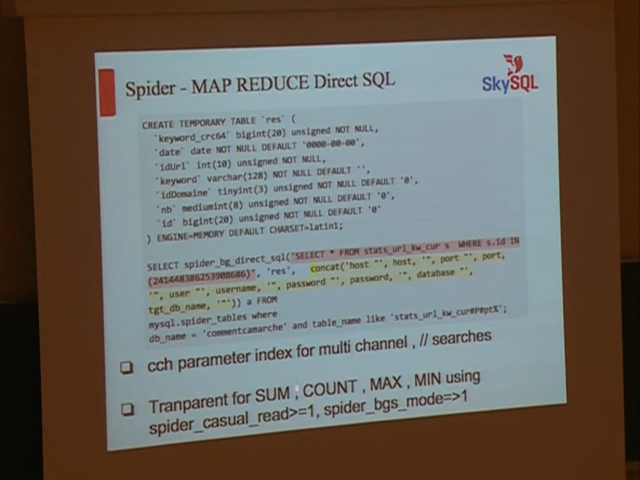 Spider - MAP REDUCE Direct SQL
SkySQL
CREATE TEMPORARY TABLE `res` (
`keyword_crc64` bigint(20) unsigned NOT NULL,
`date` date NOT NULL DEFAULT '0000-00-00',
`idUrl` int(10) unsigned NOT NULL,
`keyword` varchar(128) NOT NULL DEFAULT '',
`idDomaine` tinyint(3) unsigned NOT NULL DEFAULT '0',
`nb` mediumint(8) unsigned NOT NULL DEFAULT '0',
`id` bigint(20) unsigned NOT NULL DEFAULT '0'
) ENGINE=MEMORY DEFAULT CHARSET=latin1;
SELECT spider_bg_direct_sql("SELECT * FROM stats_url_kw_cur s WHERE s.id IN
(241448386253908686)", 'res', concat('host "', host, '", port "', port,
'", user "', username, '", password "', password, '", database "',
tgt_db_name, '"')) a FROM
mysql.spider_tables where
db_name = 'commentcamarche' and table_name like 'stats_url_kw_cur#P#pt%';
cch parameter index for multi channel , // searches
Tranparent for SUM , COUNT , MAX , MIN using
spider_casual_read>=1, spider_bgs_mode=>1